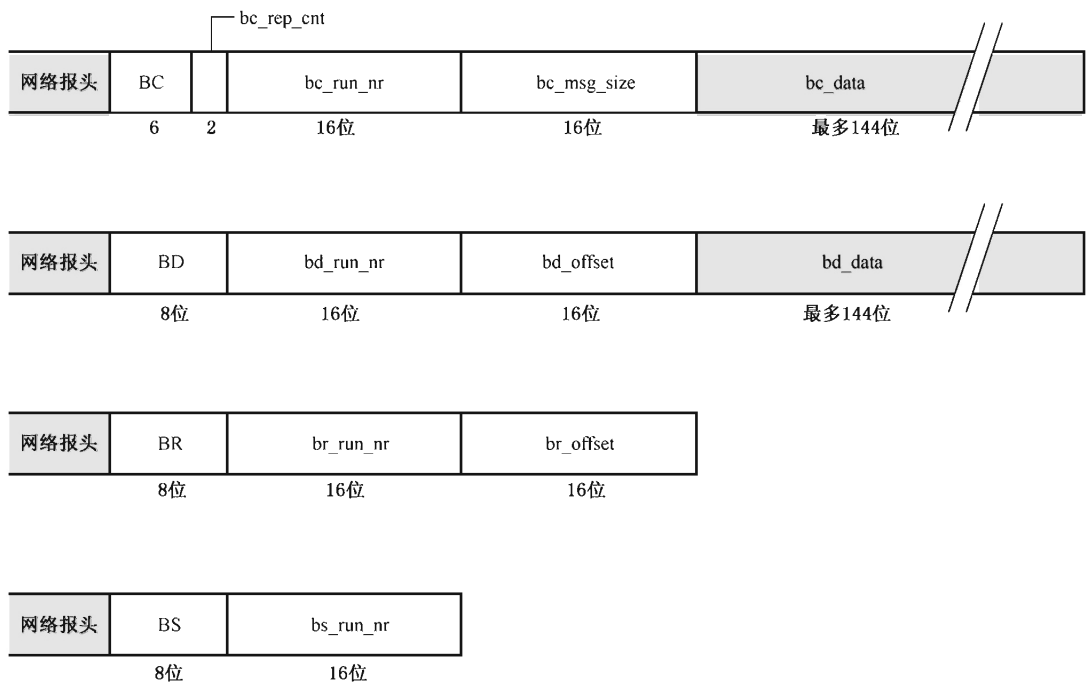 bc_rep_cnt
网络报头 BC bc_run_nr bc_msg_size bc_data
6 2 16位 16位 最多144位
网络报头 BD bd_run_nr bd_offset bd_data
8位 16位 16位 最多144位
网络报头 BR br_run_nr br_offset
8位 16位 16位
网络报头 BS bs_run_nr
8位 16位